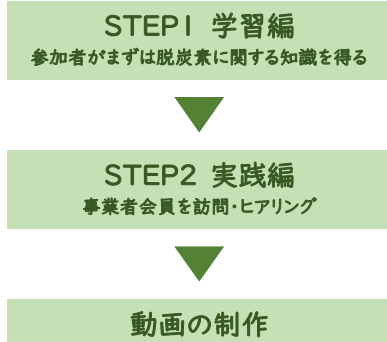 STEP1 学習編
参加者がまずは脱炭素に関する知識を得る
STEP2 実践編
事業者会員を訪問・ヒアリング
動画の制作